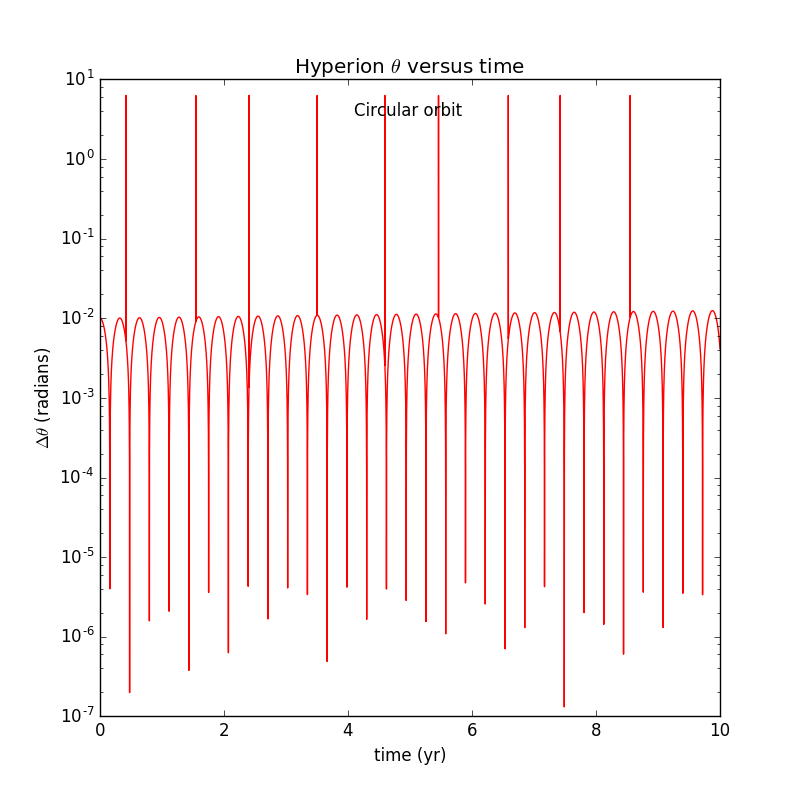 Hyperion θ versus time
Circular orbit
10^1
10^0
10^-1
10^-2
10^-3
10^-4
10^-5
10^-6
10^-7
Δθ (radians)
0 2 4 6 8 10
time (yr)